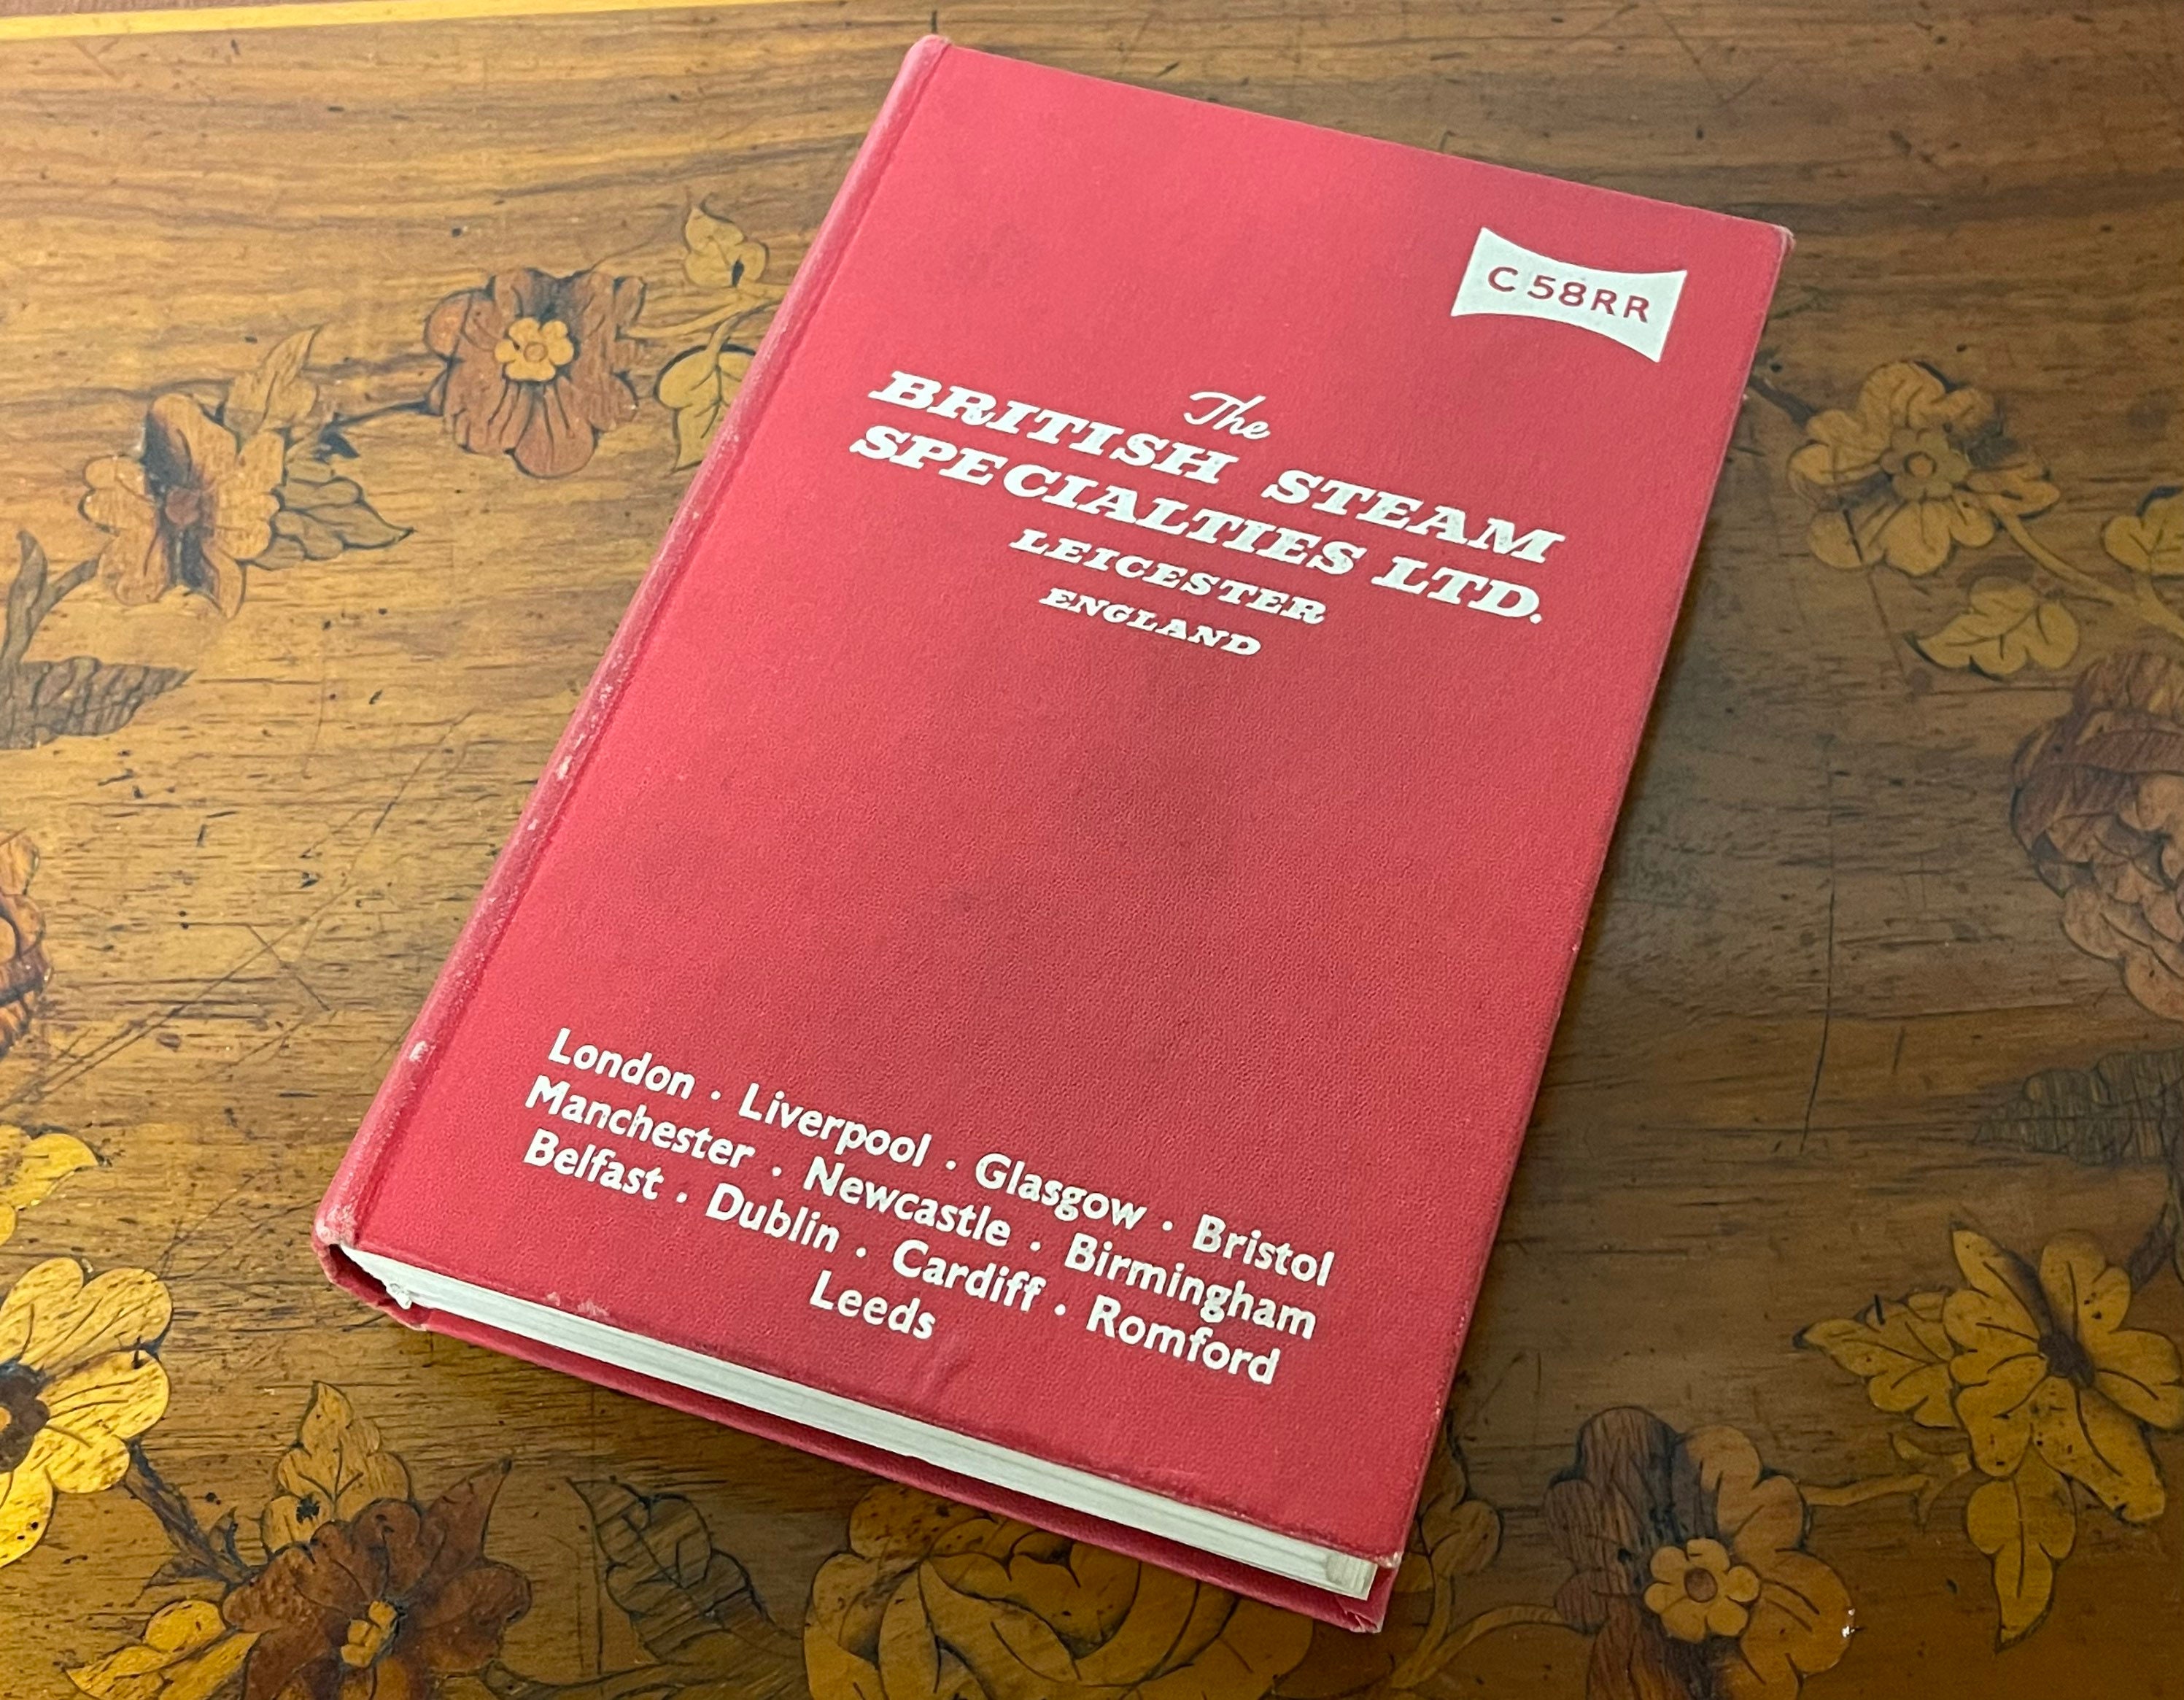 C58RR
The
BRITISH STEAM
SPECIALTIES LTD.
LEICESTER
ENGLAND
London · Liverpool · Glasgow · Bristol
Manchester · Newcastle · Birmingham
Belfast · Dublin · Cardiff · Romford
Leeds